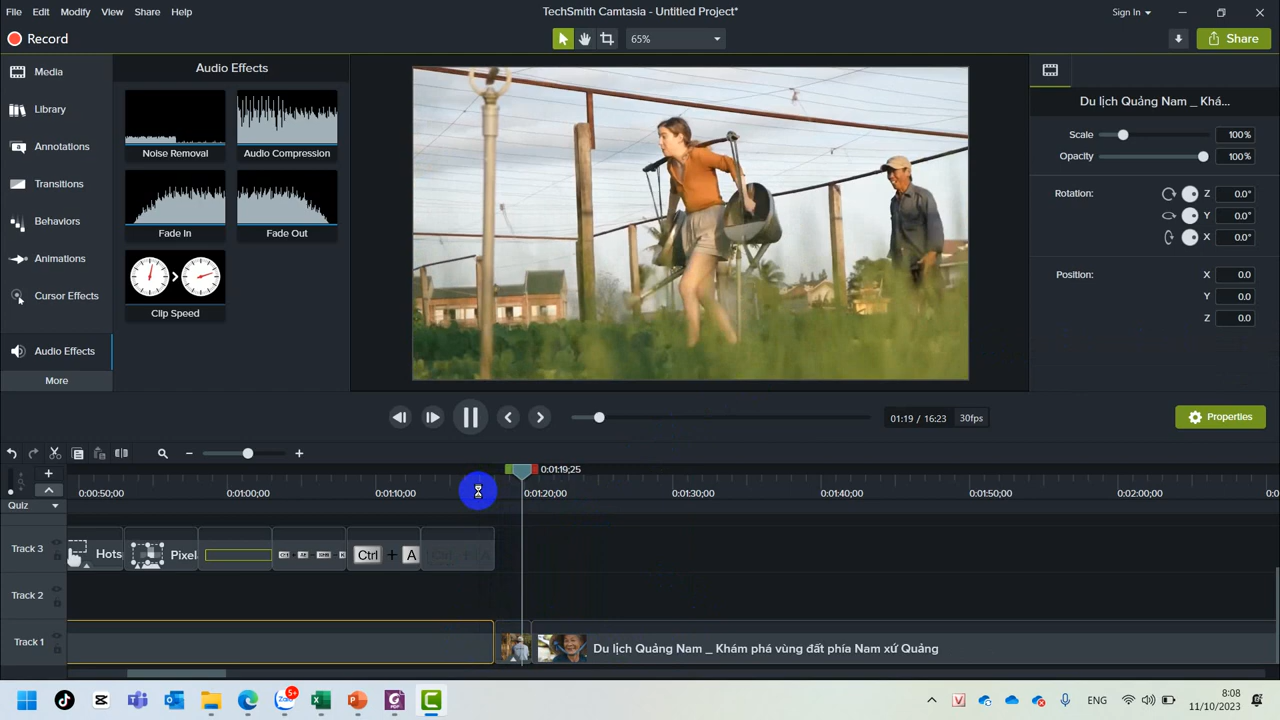 File Edit Modify View Share Help
TechSmith Camtasia - Untitled Project*
Sign In
Record
65%
Share
Media
Library
Annotations
Transitions
Behaviors
Animations
Cursor Effects
Audio Effects
More
Audio Effects
Noise Removal
Audio Compression
Fade In
Fade Out
Clip Speed
Du lịch Quảng Nam _ Khá...
Scale 100%
Opacity 100%
Rotation: Z 0.0°
Y 0.0°
X 0.0°
Position: X 0.0
Y 0.0
Z 0.0
01:19 / 16:23 30fps
Properties
0:01:19;25
0:00:50;00 0:01:00;00 0:01:10;00 0:01:20;00 0:01:30;00 0:01:40;00 0:01:50;00 0:02:00;00
Quiz
Track 3
Hots
Pixel
Ctrl + A
Track 2
Track 1
Du lịch Quảng Nam _ Khám phá vùng đất phía Nam xứ Quảng
5+
ENG
8:08
11/10/2023